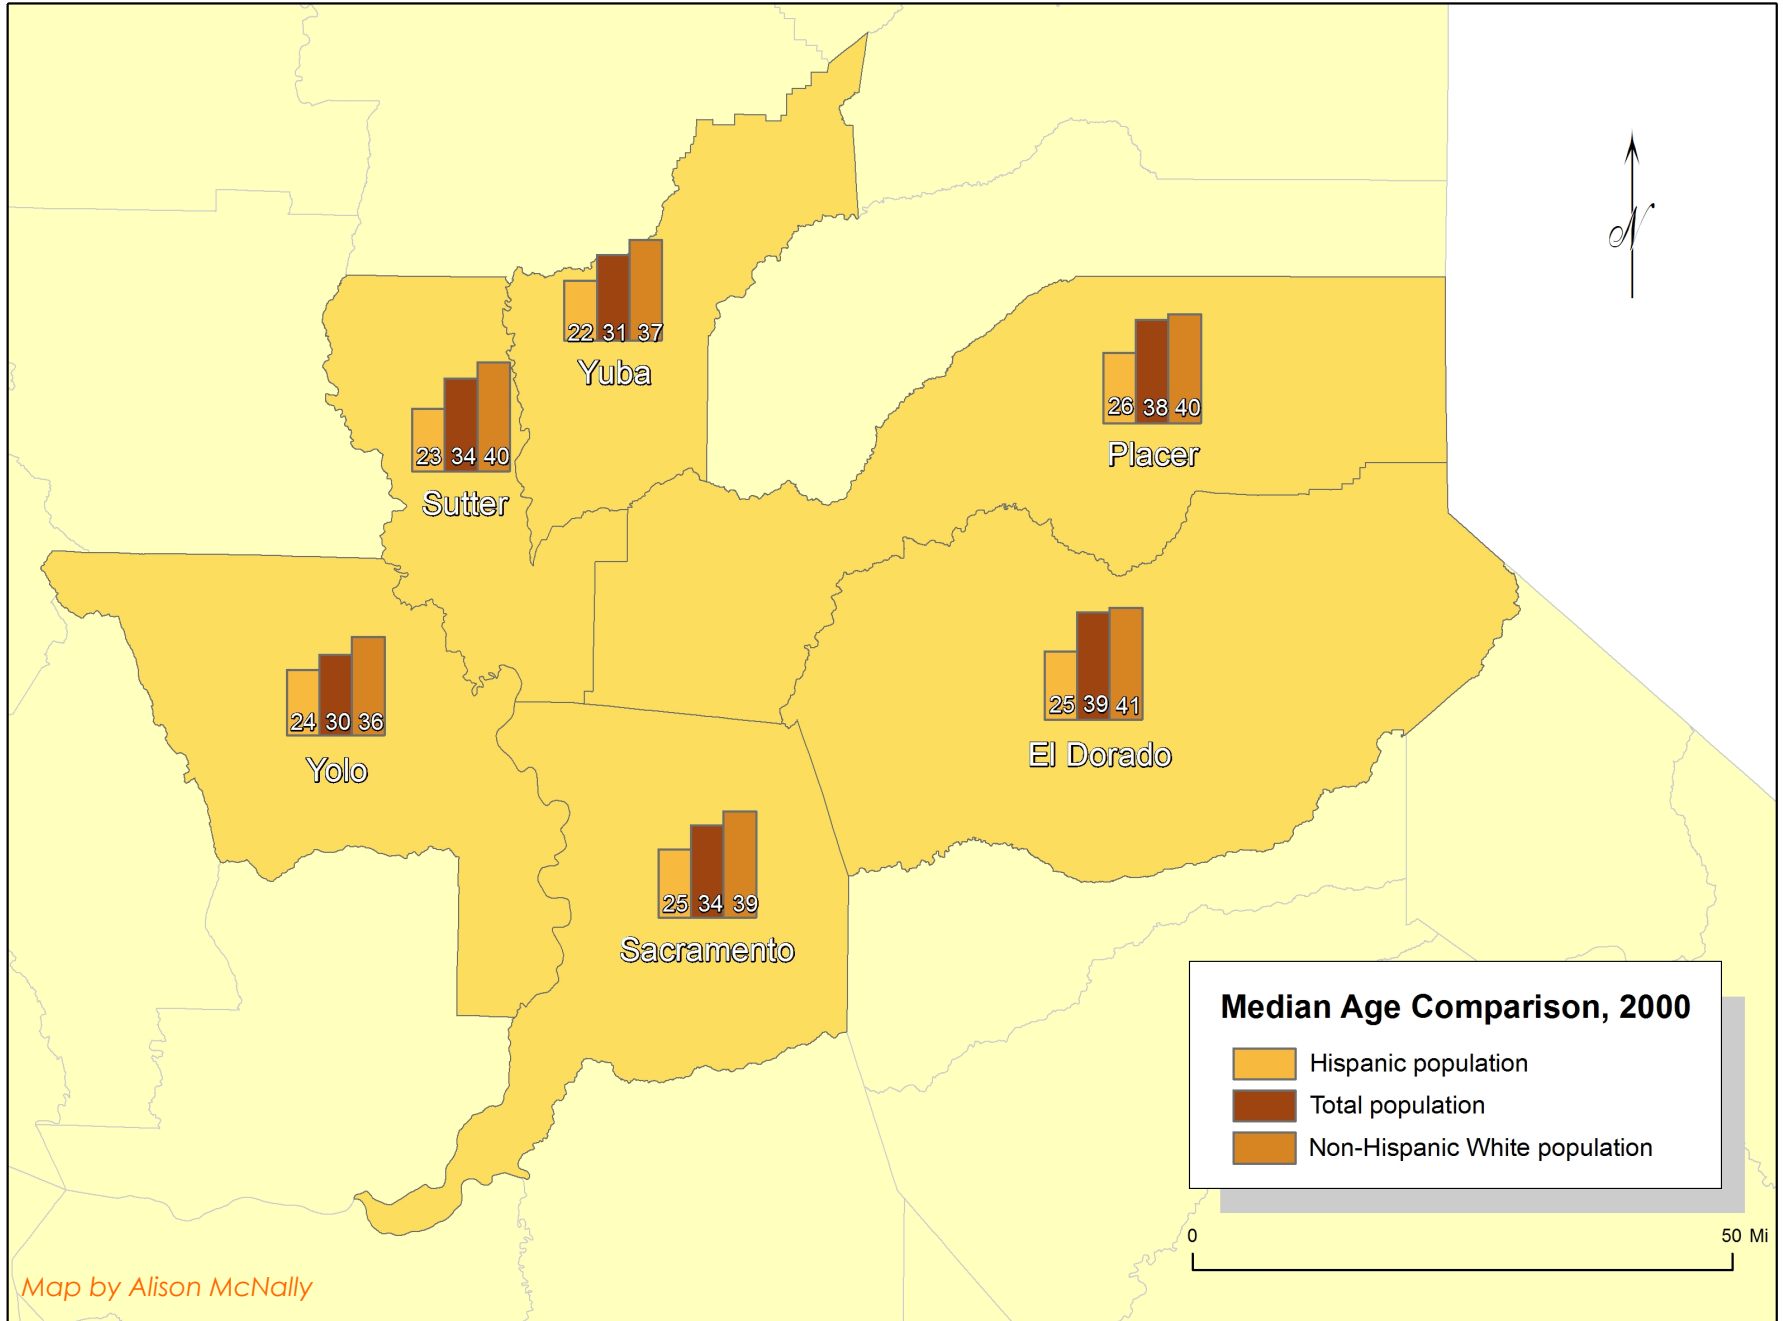 N
22 31 37
Yuba
26 38 40
Placer
23 34 40
Sutter
24 30 36
Yolo
25 39 41
El Dorado
25 34 39
Sacramento
Median Age Comparison, 2000
Hispanic population
Total population
Non-Hispanic White population
0 50 Mi
Map by Alison McNally